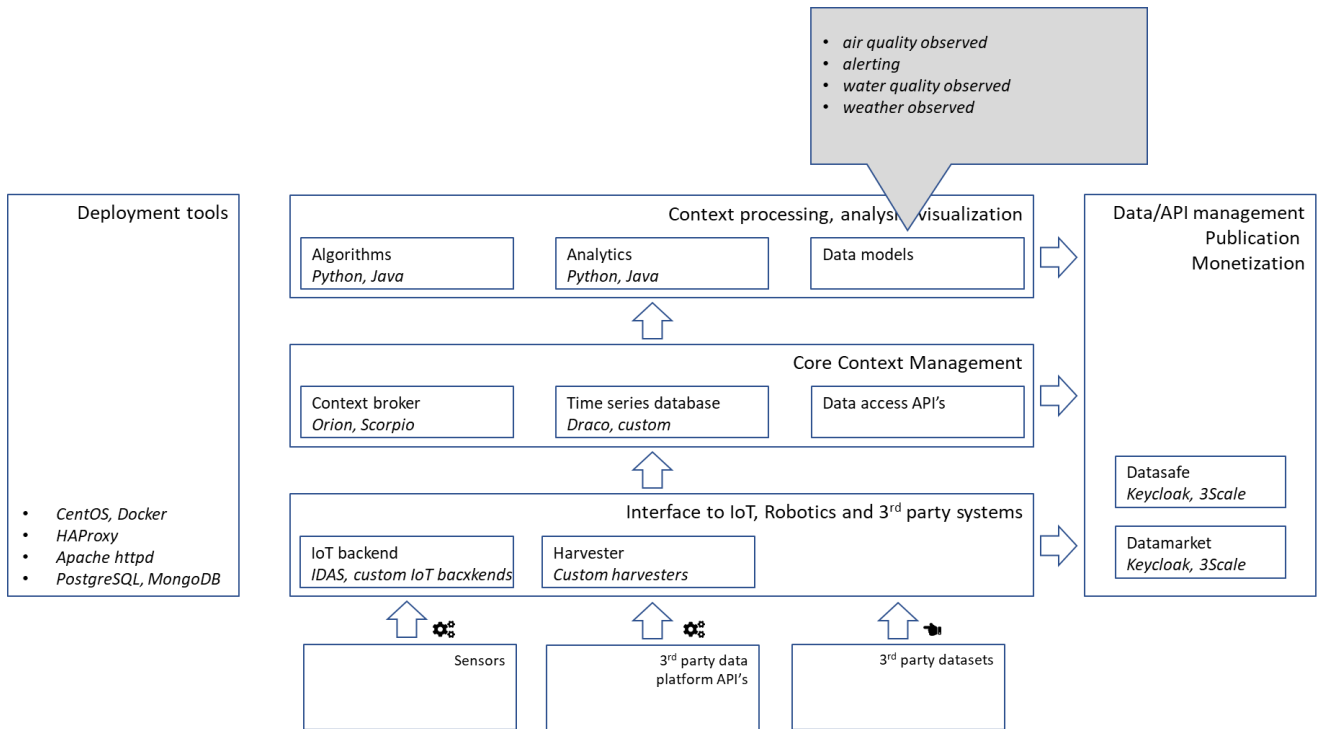 • air quality observed
• alerting
• water quality observed
• weather observed
Deployment tools
• CentOS, Docker
• HAProxy
• Apache httpd
• PostgreSQL, MongoDB
Context processing, analysis visualization
Algorithms
Python, Java
Analytics
Python, Java
Data models
Core Context Management
Context broker
Orion, Scorpio
Time series database
Draco, custom
Data access API's
Interface to IoT, Robotics and 3rd party systems
IoT backend
IDAS, custom IoT bacxkends
Harvester
Custom harvesters
Sensors
3rd party data
platform API's
3rd party datasets
Data/API management
Publication
Monetization
Datasafe
Keycloak, 3Scale
Datamarket
Keycloak, 3Scale